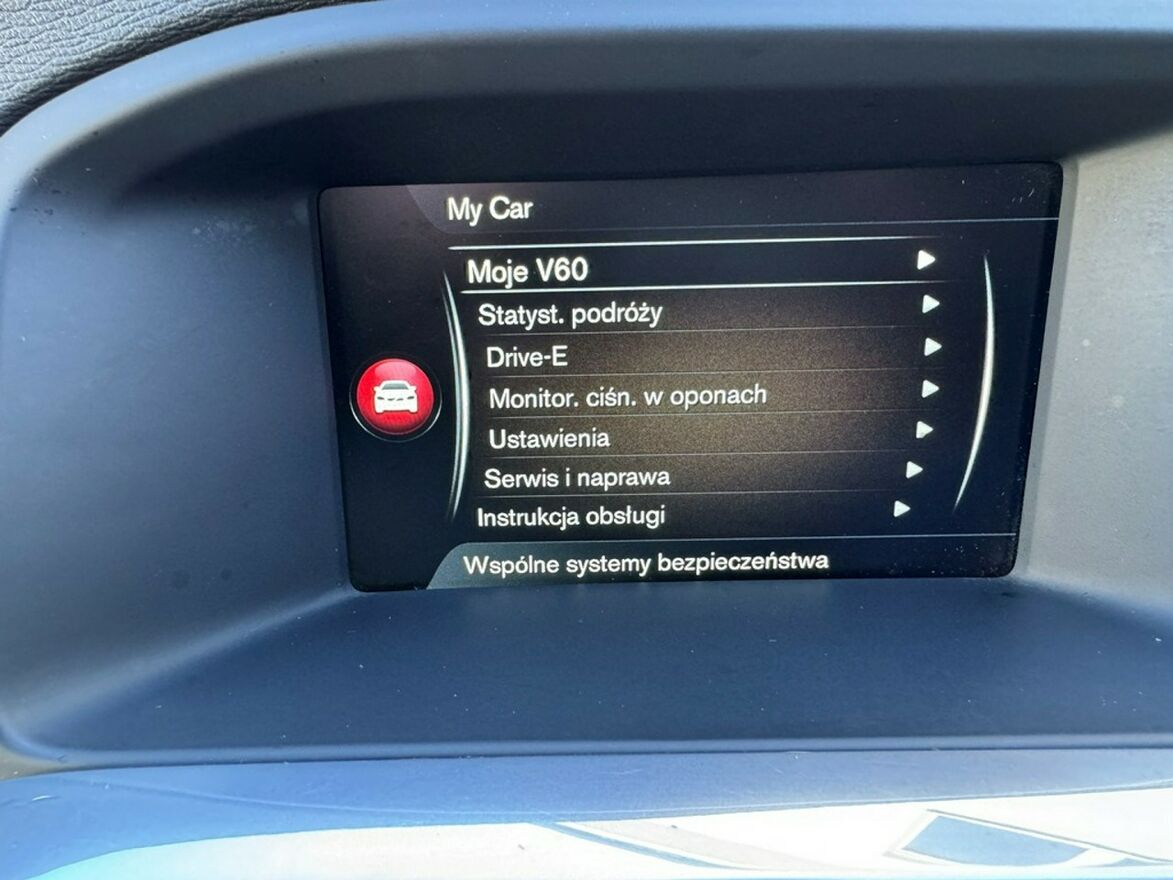 My Car
Moje V60
Statyst. podróży
Drive-E
Monitor. ciśn. w oponach
Ustawienia
Serwis i naprawa
Instrukcja obsługi
Wspólne systemy bezpieczeństwa